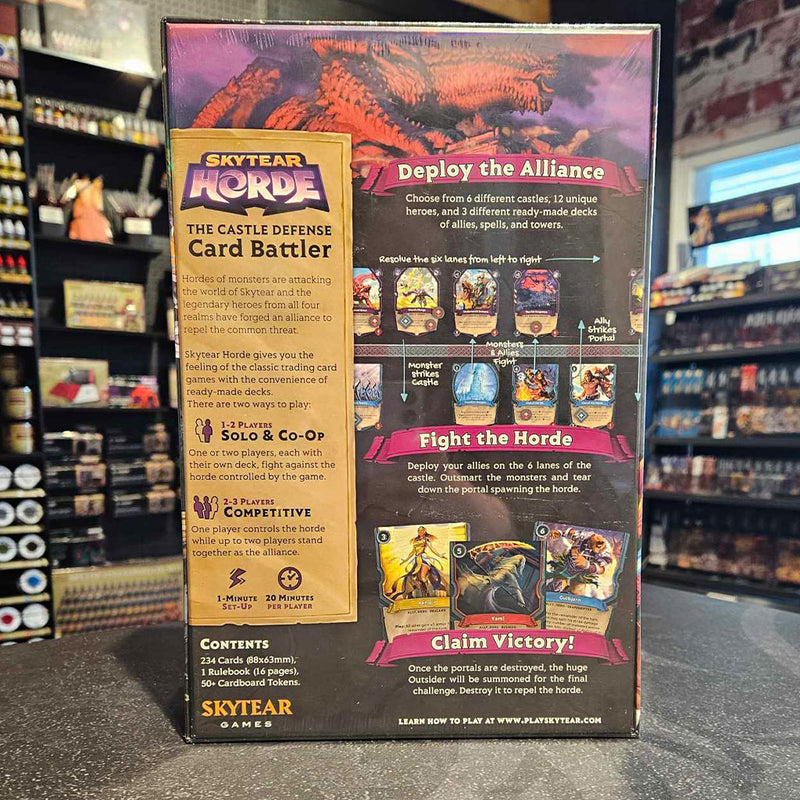 SKYTEAR
HORDE
THE CASTLE DEFENSE
Card Battler
Hordes of monsters are attacking
the world of Skytear and the
legendary heroes from all four
realms have forged an alliance to
repel the common threat.
Skytear Horde gives you the
feeling of the classic trading card
games with the convenience of
ready-made decks.
There are two ways to play:
1-2 PLAYERS
SOLO & CO-OP
One or two players, each with
their own deck, fight against the
horde controlled by the game.
2-3 PLAYERS
COMPETITIVE
One player controls the horde
while up to two players stand
together as the alliance.
1-MINUTE
SET-UP
20 MINUTES
PER PLAYER
CONTENTS
234 Cards (88x63mm),
1 Rulebook (16 pages),
50+ Cardboard Tokens.
SKYTEAR
GAMES
Deploy the Alliance
Choose from 6 different castles, 12 unique
heroes, and 3 different ready-made decks
of allies, spells, and towers.
Resolve the six lanes from left to right
Monster
strikes
Castle
Monsters
& Allies
Fight
Ally
Strikes
Portal
Fight the Horde
Deploy your allies on the 6 lanes of the
castle. Outsmart the monsters and tear
down the portal spawning the horde.
3
5
Yami
6
Claim Victory!
Once the portals are destroyed, the huge
Outsider will be summoned for the final
challenge. Destroy it to repel the horde.
LEARN HOW TO PLAY AT WWW.PLAYSKYTEAR.COM